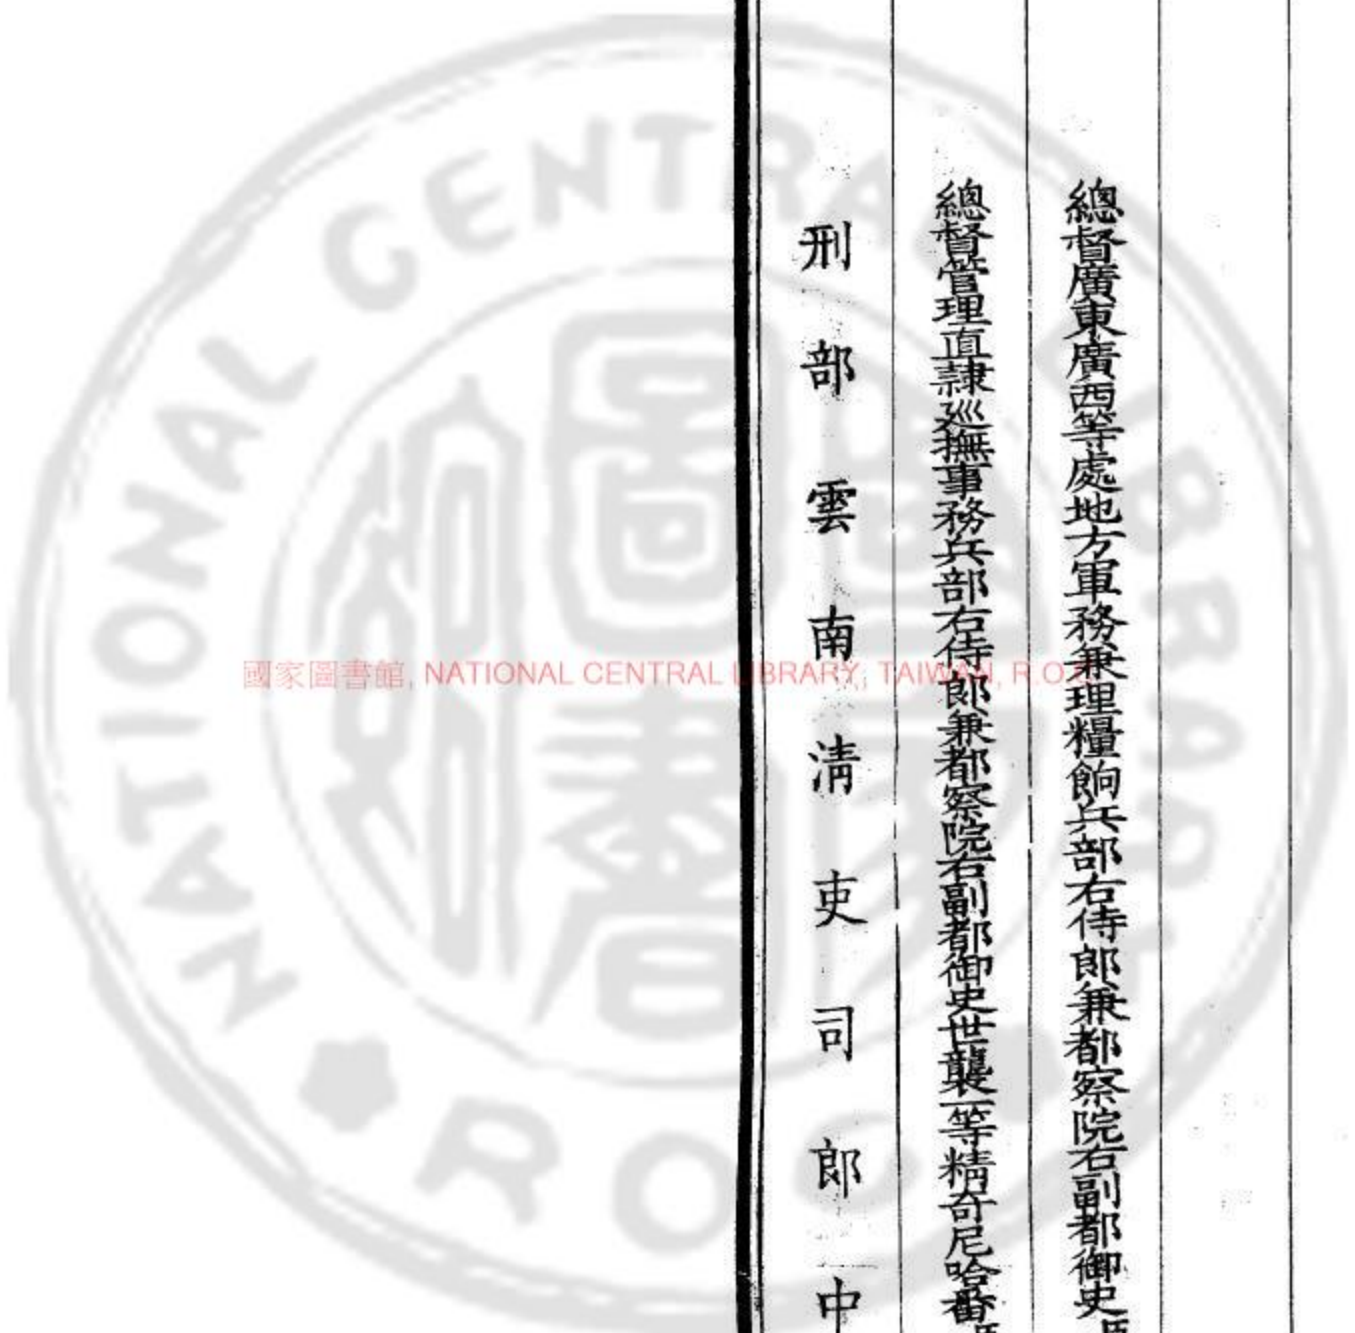 總督廣東廣西等處地方軍務兼理糧餉兵部右侍郎兼都察院右副都御史
總督管理直隸巡撫事務兵部右侍郎兼都察院右副都御史世襲一等精奇尼哈番
刑部雲南清吏司郎中
國家圖書館, NATIONAL CENTRAL LIBRARY, TAIWAN, R.O.C
NATIONAL CENTRAL LIBRARY
R.O.C